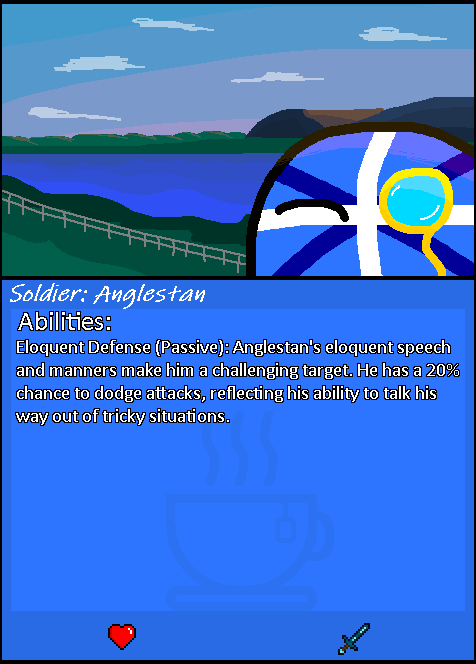 Soldier: Anglestan
Abilities:
Eloquent Defense (Passive): Anglestan's eloquent speech
and manners make him a challenging target. He has a 20%
chance to dodge attacks, reflecting his ability to talk his
way out of tricky situations.